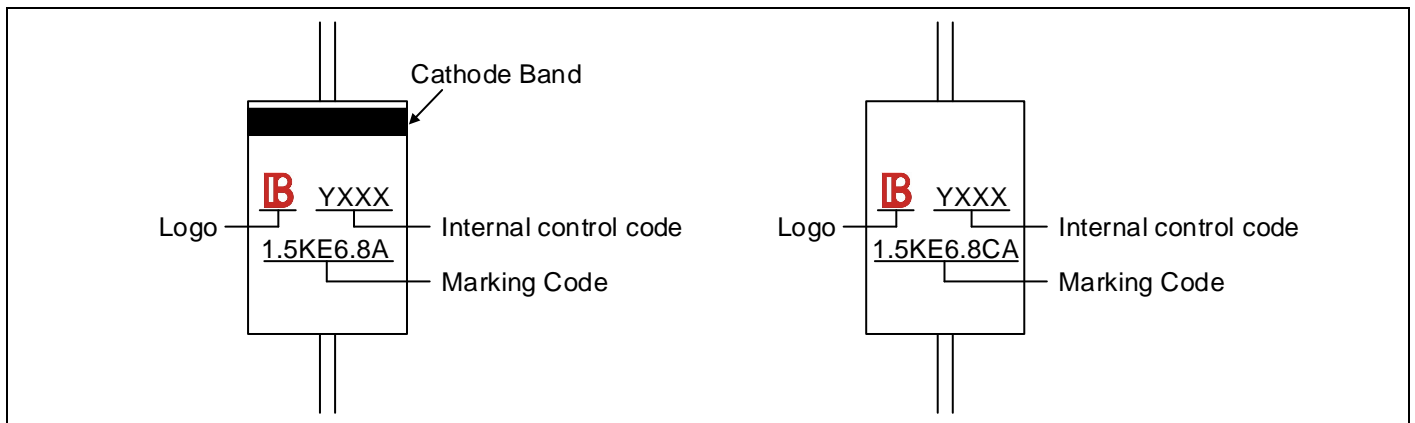 Cathode Band
B YXXX
Logo Internal control code
1.5KE6.8A
Marking Code
B YXXX
Logo Internal control code
1.5KE6.8CA
Marking Code